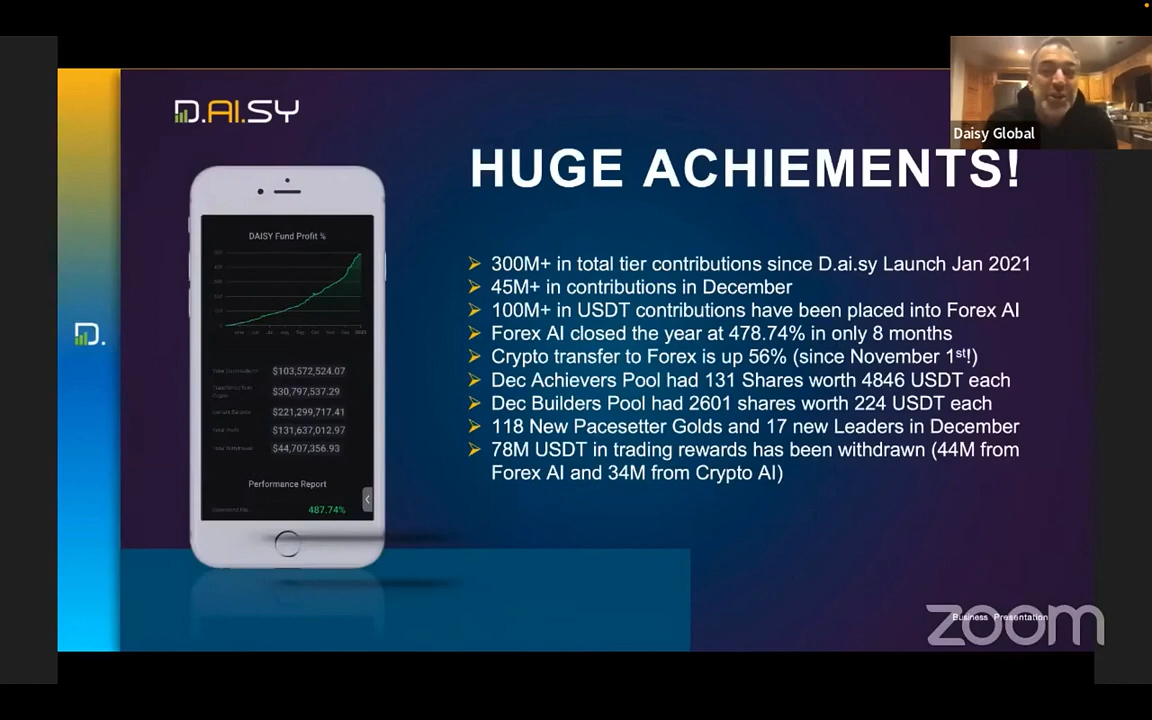 D.AI.SY
Daisy Global
HUGE ACHIEMENTS!
DAISY Fund Profit %
300M+ in total tier contributions since D.ai.sy Launch Jan 2021
45M+ in contributions in December
100M+ in USDT contributions have been placed into Forex AI
Forex AI closed the year at 478.74% in only 8 months
Crypto transfer to Forex is up 56% (since November 1st!)
Dec Achievers Pool had 131 Shares worth 4846 USDT each
Dec Builders Pool had 2601 shares worth 224 USDT each
118 New Pacesetter Golds and 17 new Leaders in December
78M USDT in trading rewards has been withdrawn (44M from
Forex AI and 34M from Crypto AI)
D.
$103,572,524.07
$30,797,537.29
$221,299,717.41
$131,637,012.97
$44,707,356.93
Performance Report
487.74%
Business Presentation
zoom